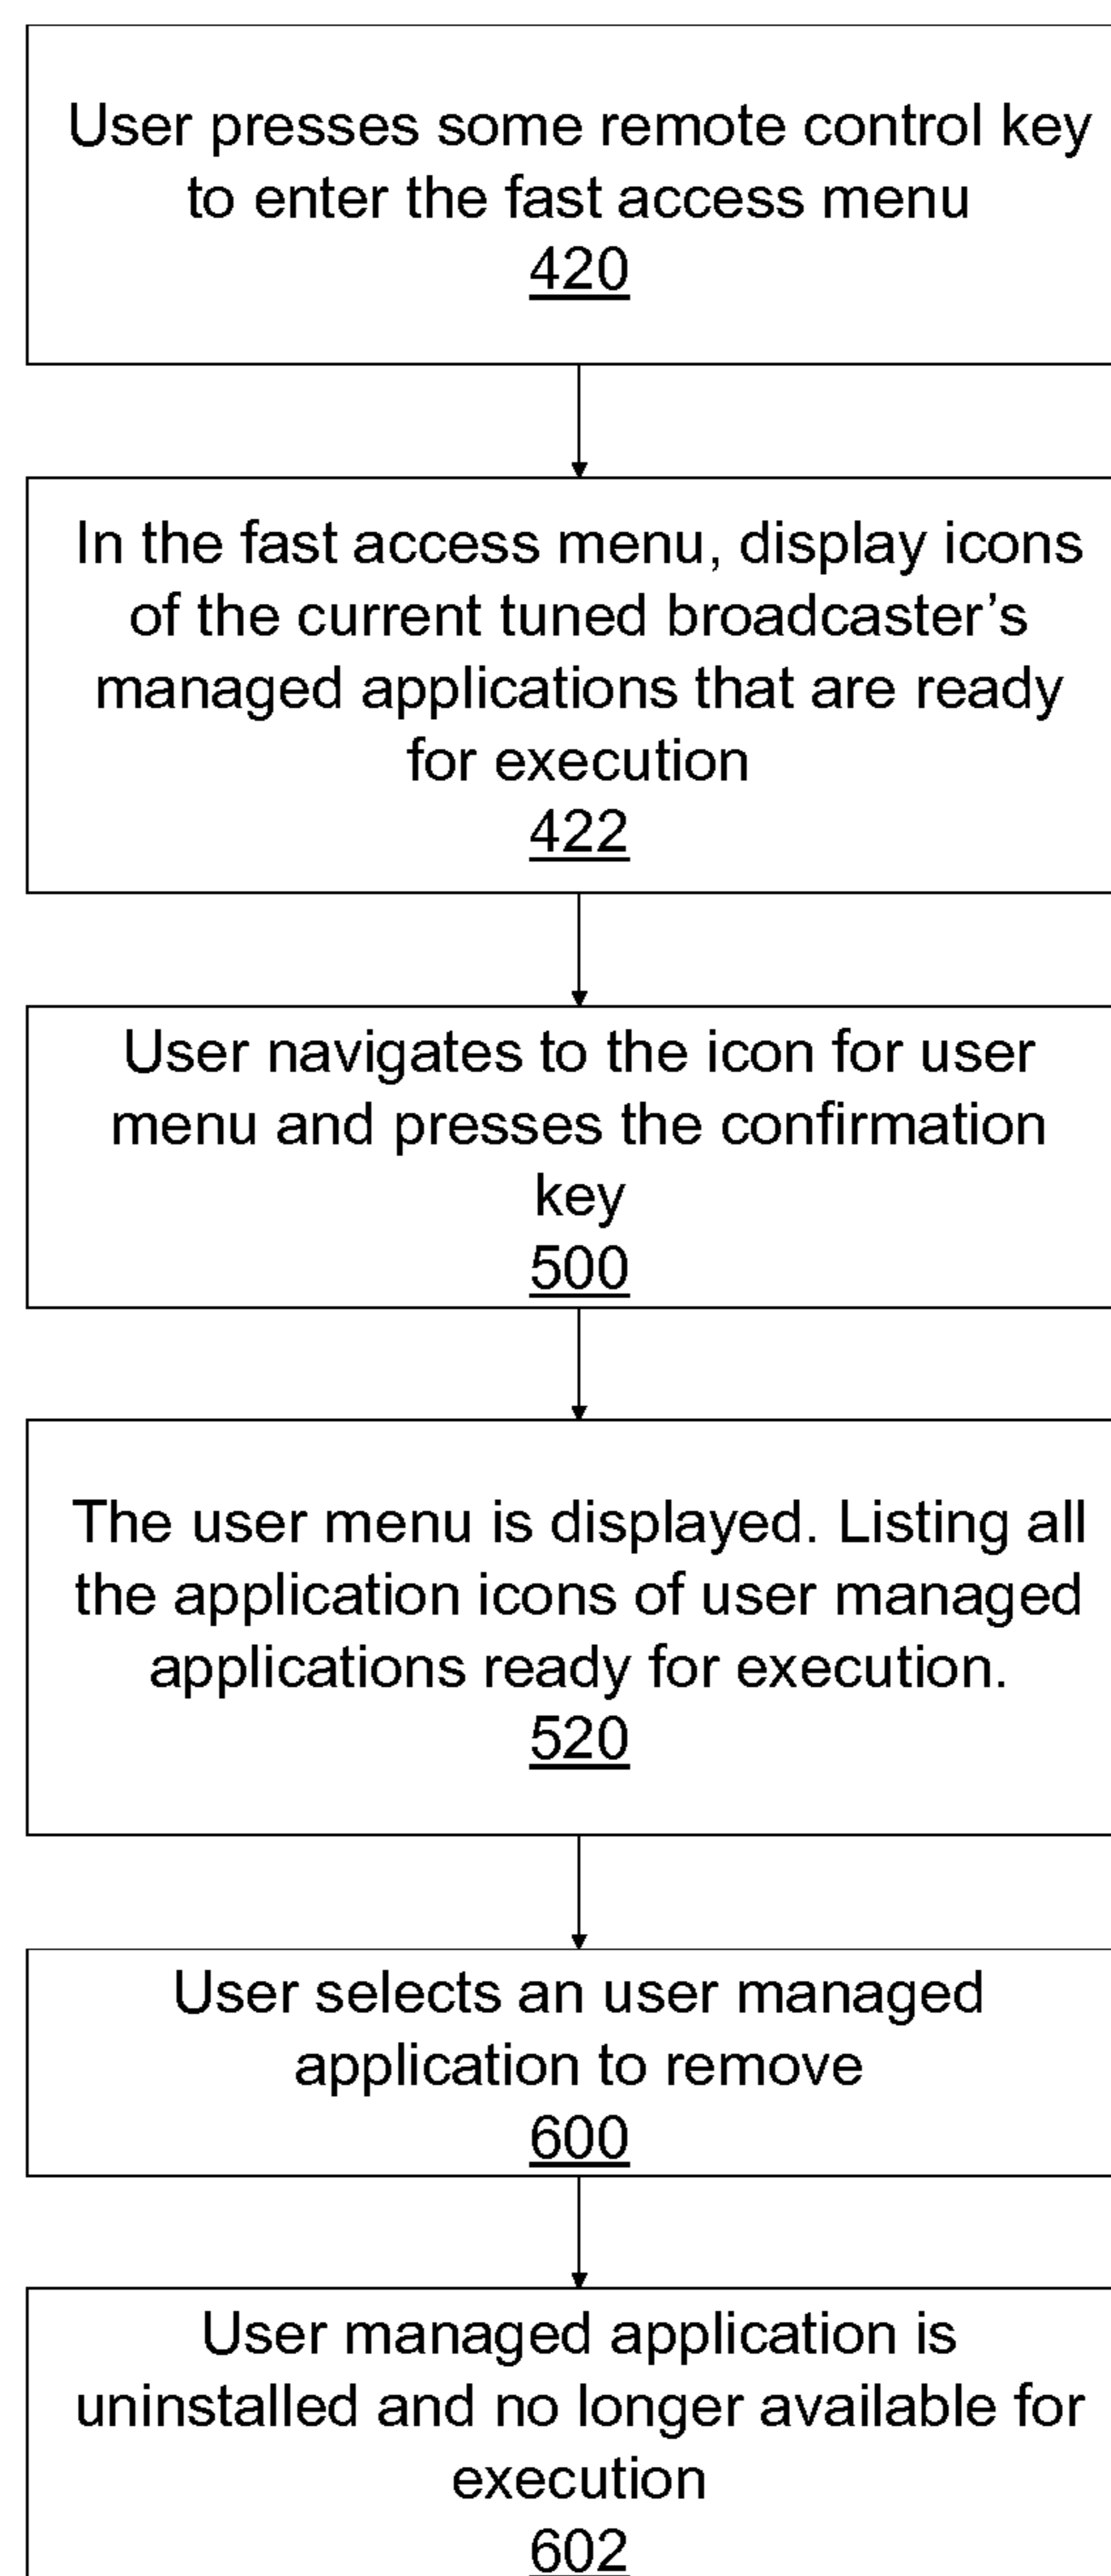 User presses some remote control key
to enter the fast access menu
420
In the fast access menu, display icons
of the current tuned broadcaster’s
managed applications that are ready
for execution
422
User navigates to the icon for user
menu and presses the confirmation
key
500
The user menu is displayed. Listing all
the application icons of user managed
applications ready for execution.
520
User selects an user managed
application to remove
600
User managed application is
uninstalled and no longer available for
execution
602